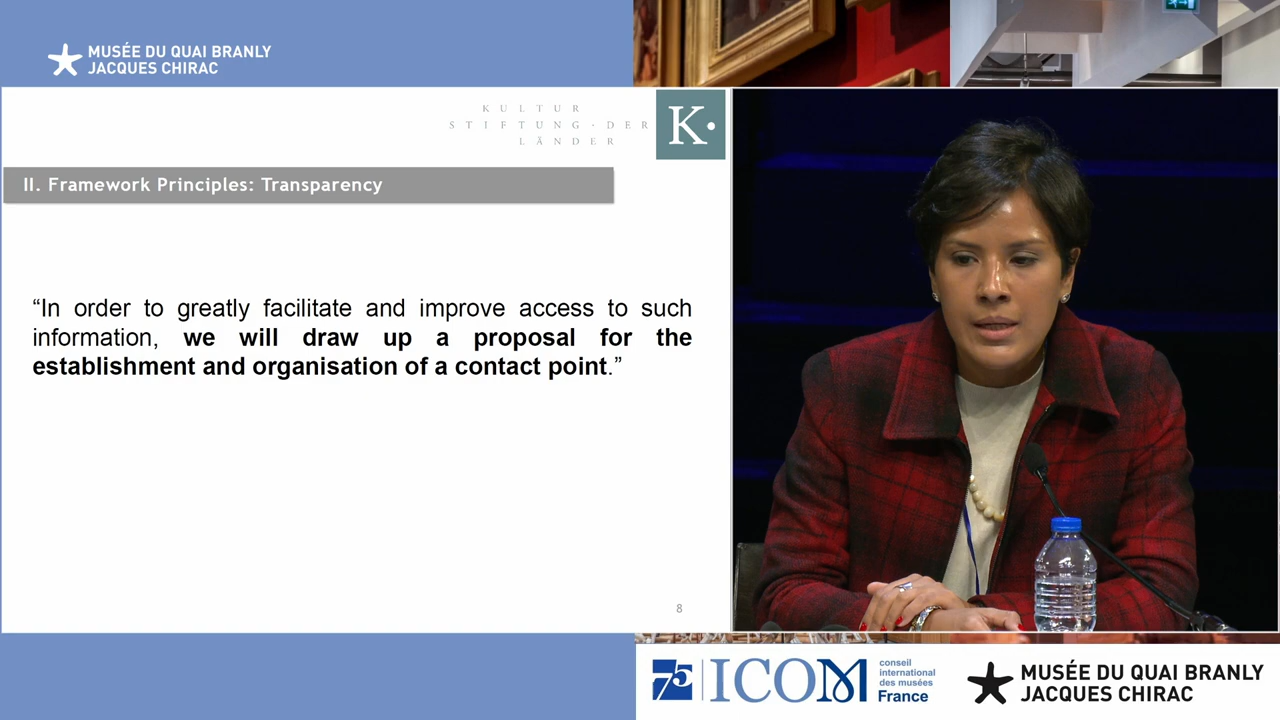 MUSÉE DU QUAI BRANLY
JACQUES CHIRAC
KULTUR
STIFTUNG·DER
LÄNDER
K·
II. Framework Principles: Transparency
“In order to greatly facilitate and improve access to such
information, we will draw up a proposal for the
establishment and organisation of a contact point.”
8
75
ICOM
conseil
international
des musées
France
MUSÉE DU QUAI BRANLY
JACQUES CHIRAC